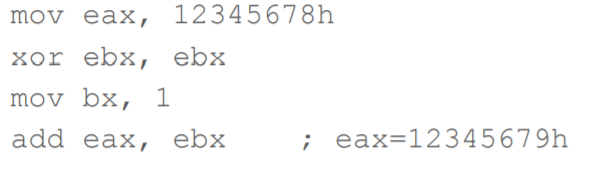 mov eax, 12345678h
xor ebx, ebx
mov bx, 1
add eax, ebx    ; eax=12345679h